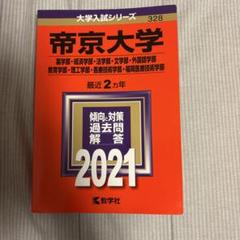 大学入試シリーズ 328
帝京大学
薬学部・経済学部・法学部・文学部・外国語学部
教育学部・理工学部・医療技術学部・福岡医療技術学部
最近2カ年
傾向と対策
過去問
解答
2021
教学社